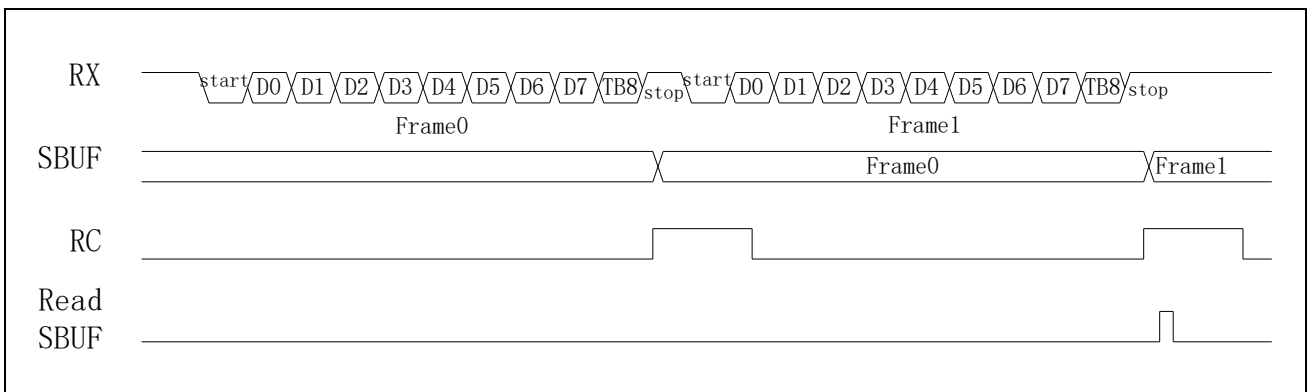 RX start D0 D1 D2 D3 D4 D5 D6 D7 TB8 stop start D0 D1 D2 D3 D4 D5 D6 D7 TB8 stop
Frame0 Frame1
SBUF Frame0 Frame1
RC
Read
SBUF